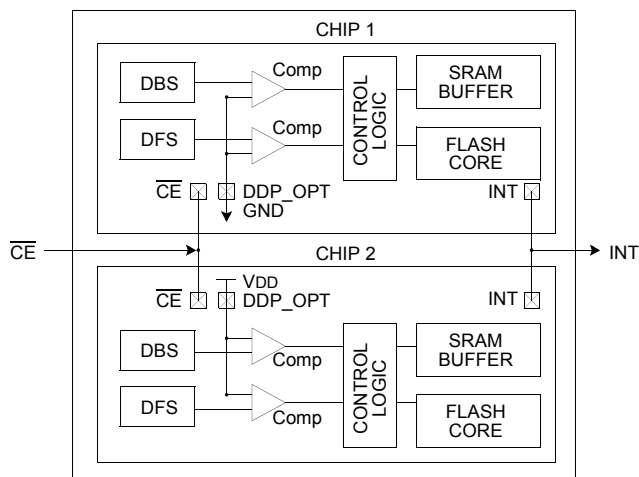 CHIP 1
DBS
Comp
CONTROL
LOGIC
SRAM
BUFFER
DFS
Comp
FLASH
CORE
CE
DDP_OPT
GND
INT
CE
INT
CHIP 2
CE
VDD
DDP_OPT
INT
DBS
Comp
CONTROL
LOGIC
SRAM
BUFFER
DFS
Comp
FLASH
CORE